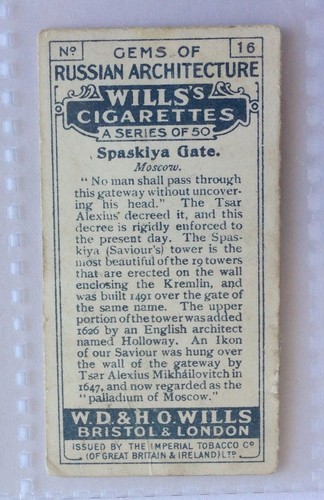 No. 16
GEMS OF
RUSSIAN ARCHITECTURE
WILLS'S
CIGARETTES
A SERIES OF 50
Spaskiya Gate.
Moscow.
"No man shall pass through
this gateway without uncover-
ing his head." The Tsar
Alexius' decreed it, and this
decree is rigidly enforced to
the present day. The Spas-
kiya (Saviour's) tower is the
most beautiful of the 19 towers
that are erected on the wall
enclosing the Kremlin, and
was built 1491 over the gate of
the same name. The upper
portion of the tower was added
1626 by an English architect
named Holloway. An Ikon
of our Saviour was hung over
the wall of the gateway by
Tsar Alexius Mikháilovitch in
1647, and now regarded as the
"palladium of Moscow."
W.D. & H.O. WILLS
BRISTOL & LONDON
ISSUED BY THE IMPERIAL TOBACCO Co
(OF GREAT BRITAIN & IRELAND) LTD.